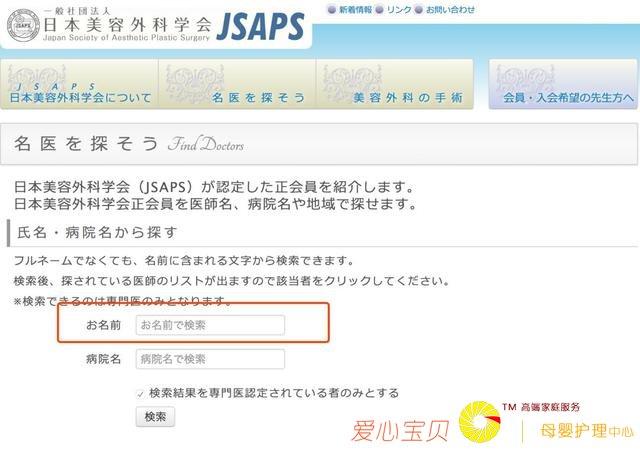 一般社団法人
日本美容外科学会 JSAPS
Japan Society of Aesthetic Plastic Surgery
新着情報 リンク お問い合わせ
JSAPS
日本美容外科学会について
名医を探そう
美容外科の手術
会員・入会希望の先生方へ
名医を探そう Find Doctors
日本美容外科学会（JSAPS）が認定した正会員を紹介します。
日本美容外科学会正会員を医師名、病院名や地域で探せます。
氏名・病院名から探す
フルネームでなくても、名前に含まれる文字から検索できます。
検索後、探されている医師のリストが出ますので該当者をクリックしてください。
※検索できるのは専門医のみとなります。
お名前 お名前で検索
病院名 病院名で検索
検索結果を専門医認定されている者のみとする
検索
爱心宝贝
TM 高端家庭服务
母婴护理中心